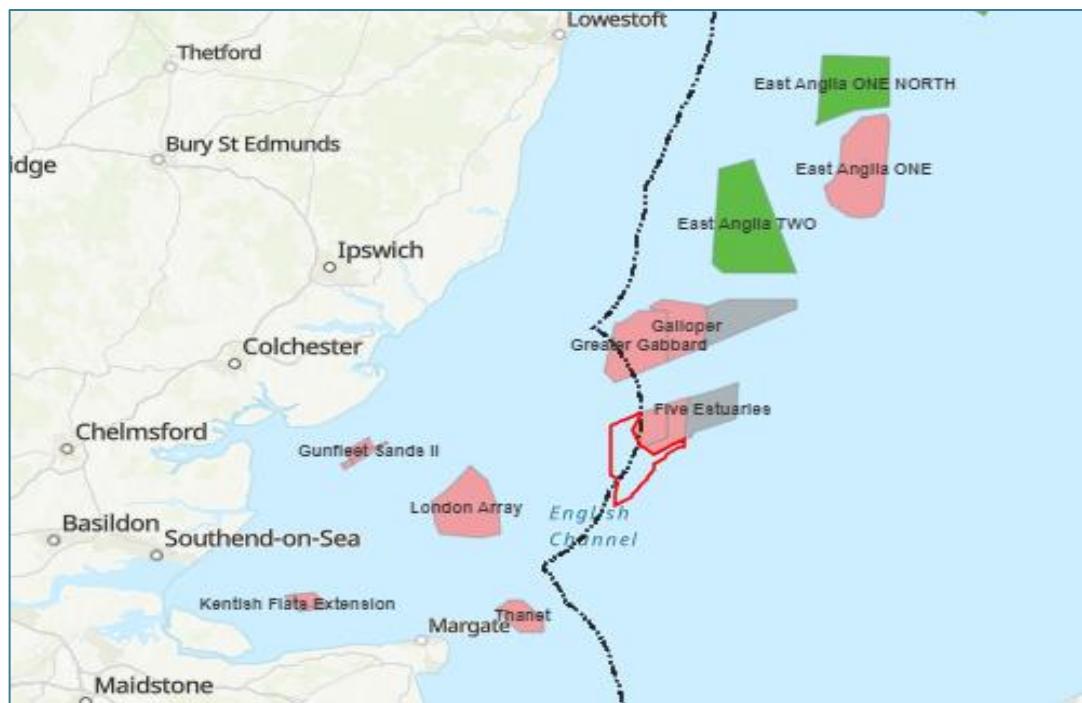 Lowestoft
Thetford
East Anglia ONE NORTH
Bury St Edmunds
idge
East Anglia ONE
East Anglia TWO
Ipswich
Galloper
Greater Gabbard
Colchester
Five Estuaries
Chelmsford
Gunfleet Sands II
London Array
English
Channel
Basildon
Southend-on-Sea
Kentish Flats Extension
Thanet
Margate
Maidstone